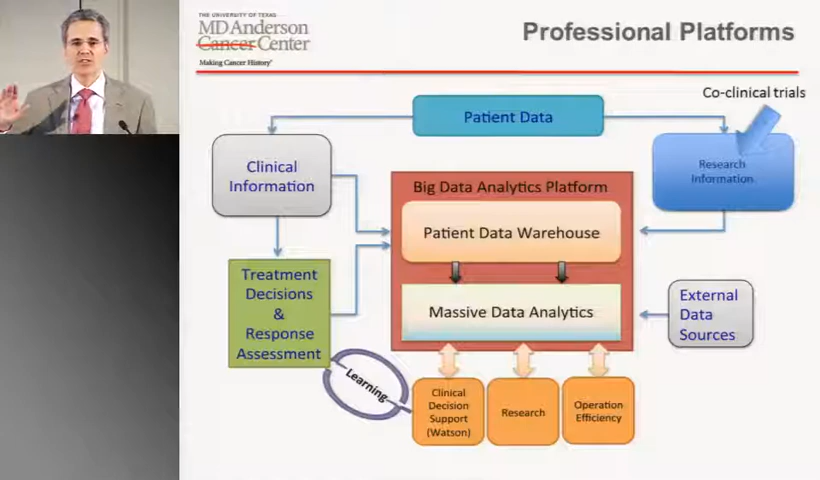 THE UNIVERSITY OF TEXAS
MD Anderson
Cancer Center
Making Cancer History®
Professional Platforms
Co-clinical trials
Patient Data
Clinical
Information
Research
Information
Big Data Analytics Platform
Patient Data Warehouse
Treatment
Decisions
&
Response
Assessment
Massive Data Analytics
External
Data
Sources
Learning
Clinical
Decision
Support
(Watson)
Research
Operation
Efficiency